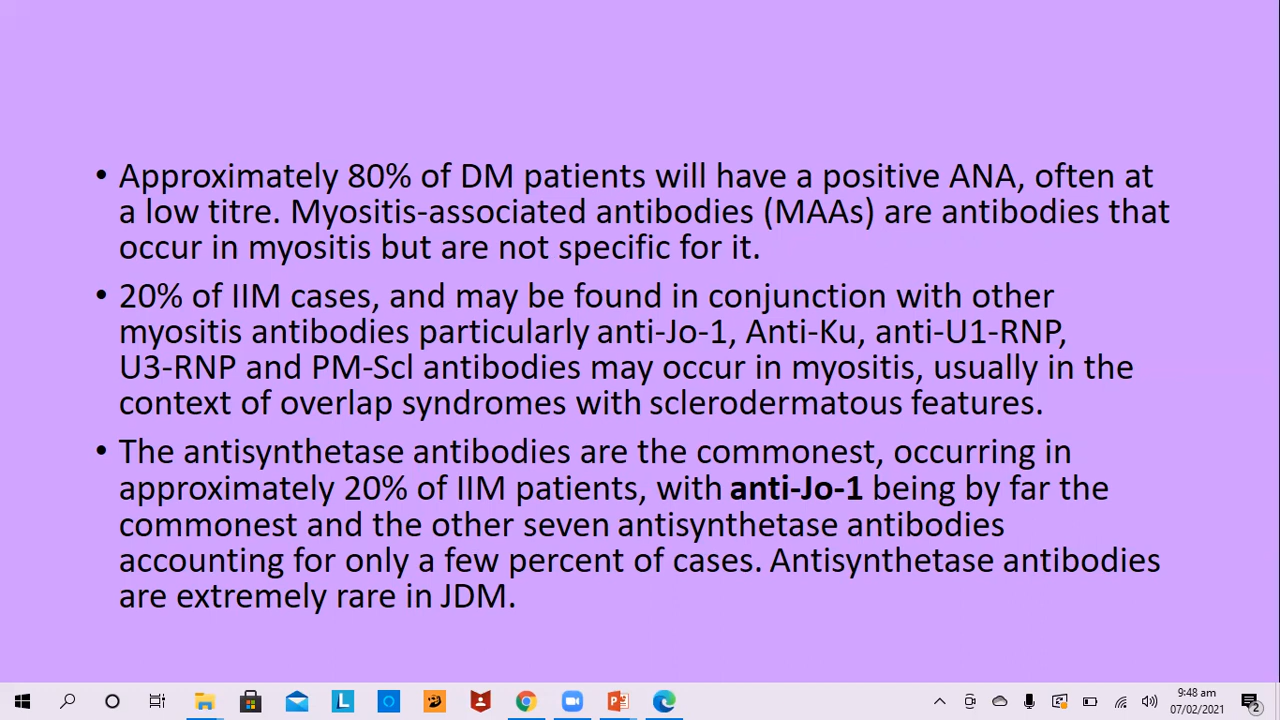 • Approximately 80% of DM patients will have a positive ANA, often at
a low titre. Myositis-associated antibodies (MAAs) are antibodies that
occur in myositis but are not specific for it.
• 20% of IIM cases, and may be found in conjunction with other
myositis antibodies particularly anti-Jo-1, Anti-Ku, anti-U1-RNP,
U3-RNP and PM-Scl antibodies may occur in myositis, usually in the
context of overlap syndromes with sclerodermatous features.
• The antisynthetase antibodies are the commonest, occurring in
approximately 20% of IIM patients, with anti-Jo-1 being by far the
commonest and the other seven antisynthetase antibodies
accounting for only a few percent of cases. Antisynthetase antibodies
are extremely rare in JDM.
L
9:48 am
07/02/2021
2